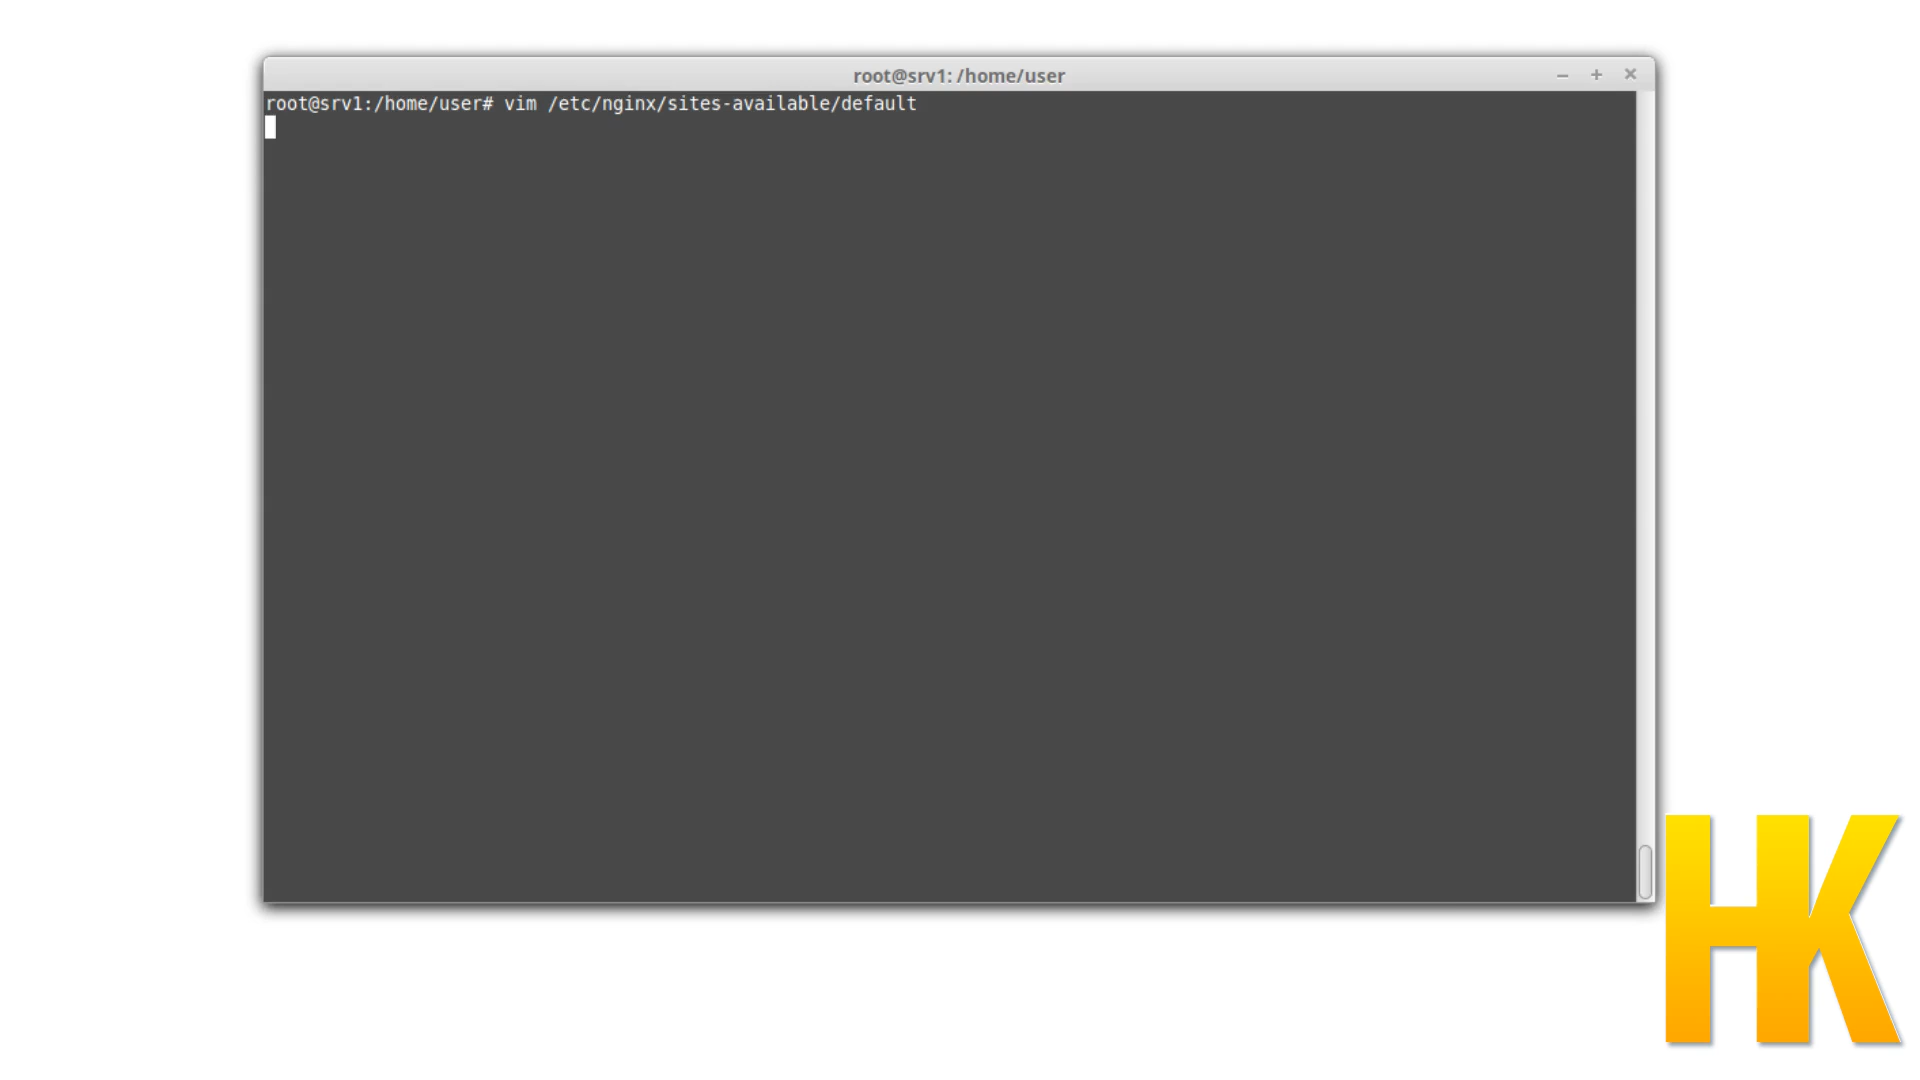 root@srv1: /home/user
root@srv1:/home/user# vim /etc/nginx/sites-available/default
HK